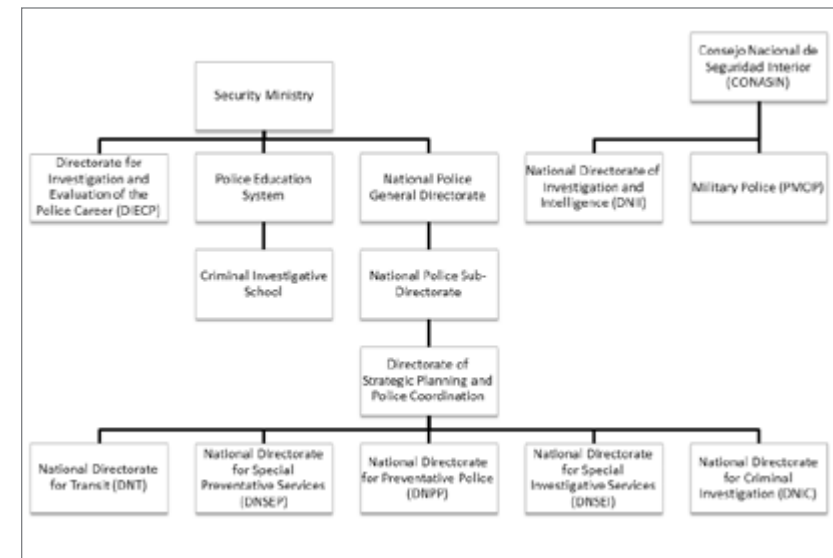 Consejo Nacional de
Seguridad Interior
(CONASIN)
Security Ministry
Directorate for
Investigation and
Evaluation of the
Police Career (DIECP)
Police Education
System
National Police
General Directorate
National Directorate of
Investigation and
Intelligence (DNII)
Military Police (PMOP)
Criminal Investigative
School
National Police Sub-
Directorate
Directorate of
Strategic Planning and
Police Coordination
National Directorate
for Transit (DNT)
National Directorate
for Special
Preventative Services
(DNSEP)
National Directorate
for Preventative Police
(DNPP)
National Directorate
for Special
Investigative Services
(DNSEI)
National Directorate
for Criminal
Investigation (DNIC)